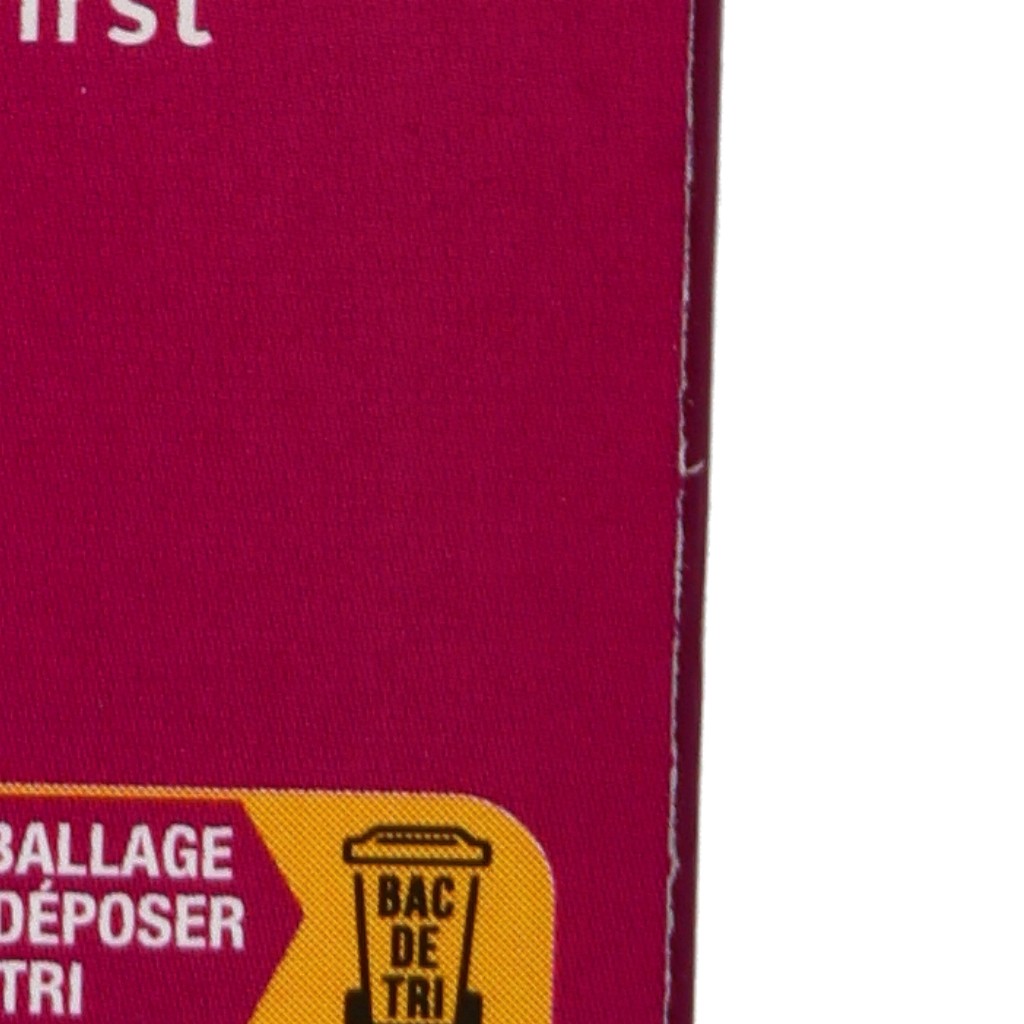 BALLAGE
DÉPOSER
TRI
BAC
DE
TRI